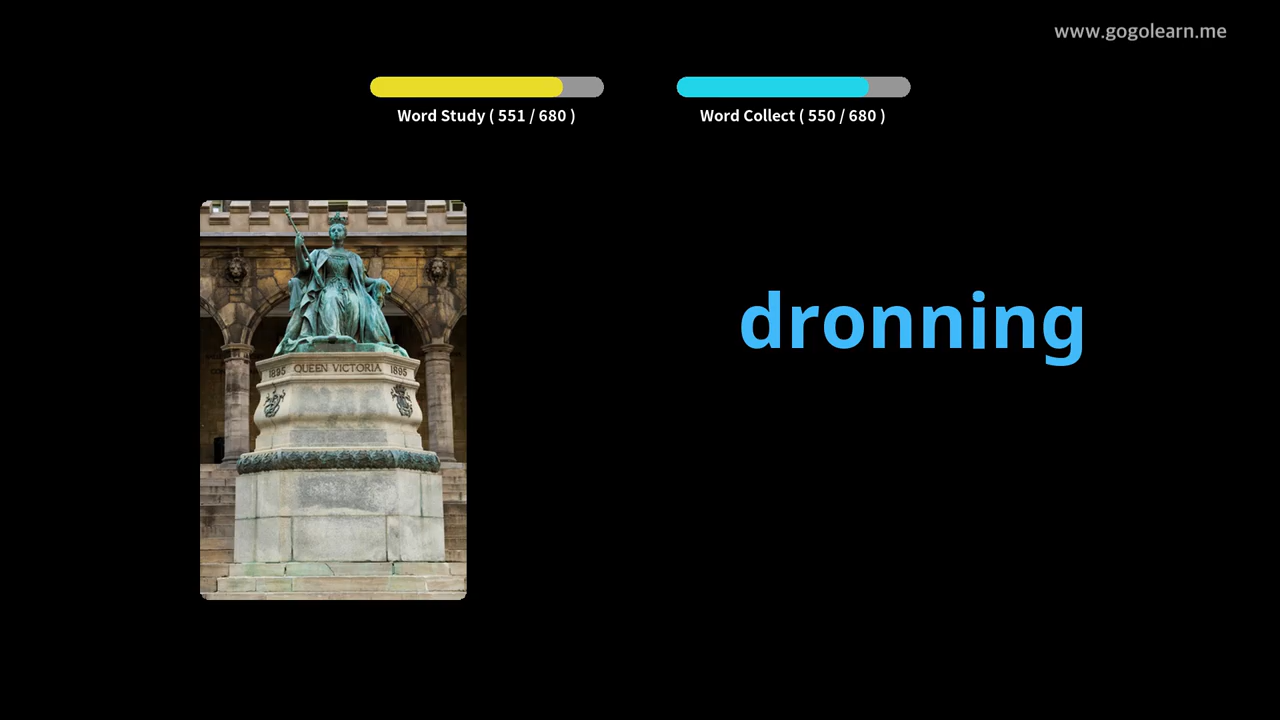 www.gogolearn.me
Word Study ( 551 / 680 )
Word Collect ( 550 / 680 )
1895 QUEEN VICTORIA 1895
dronning